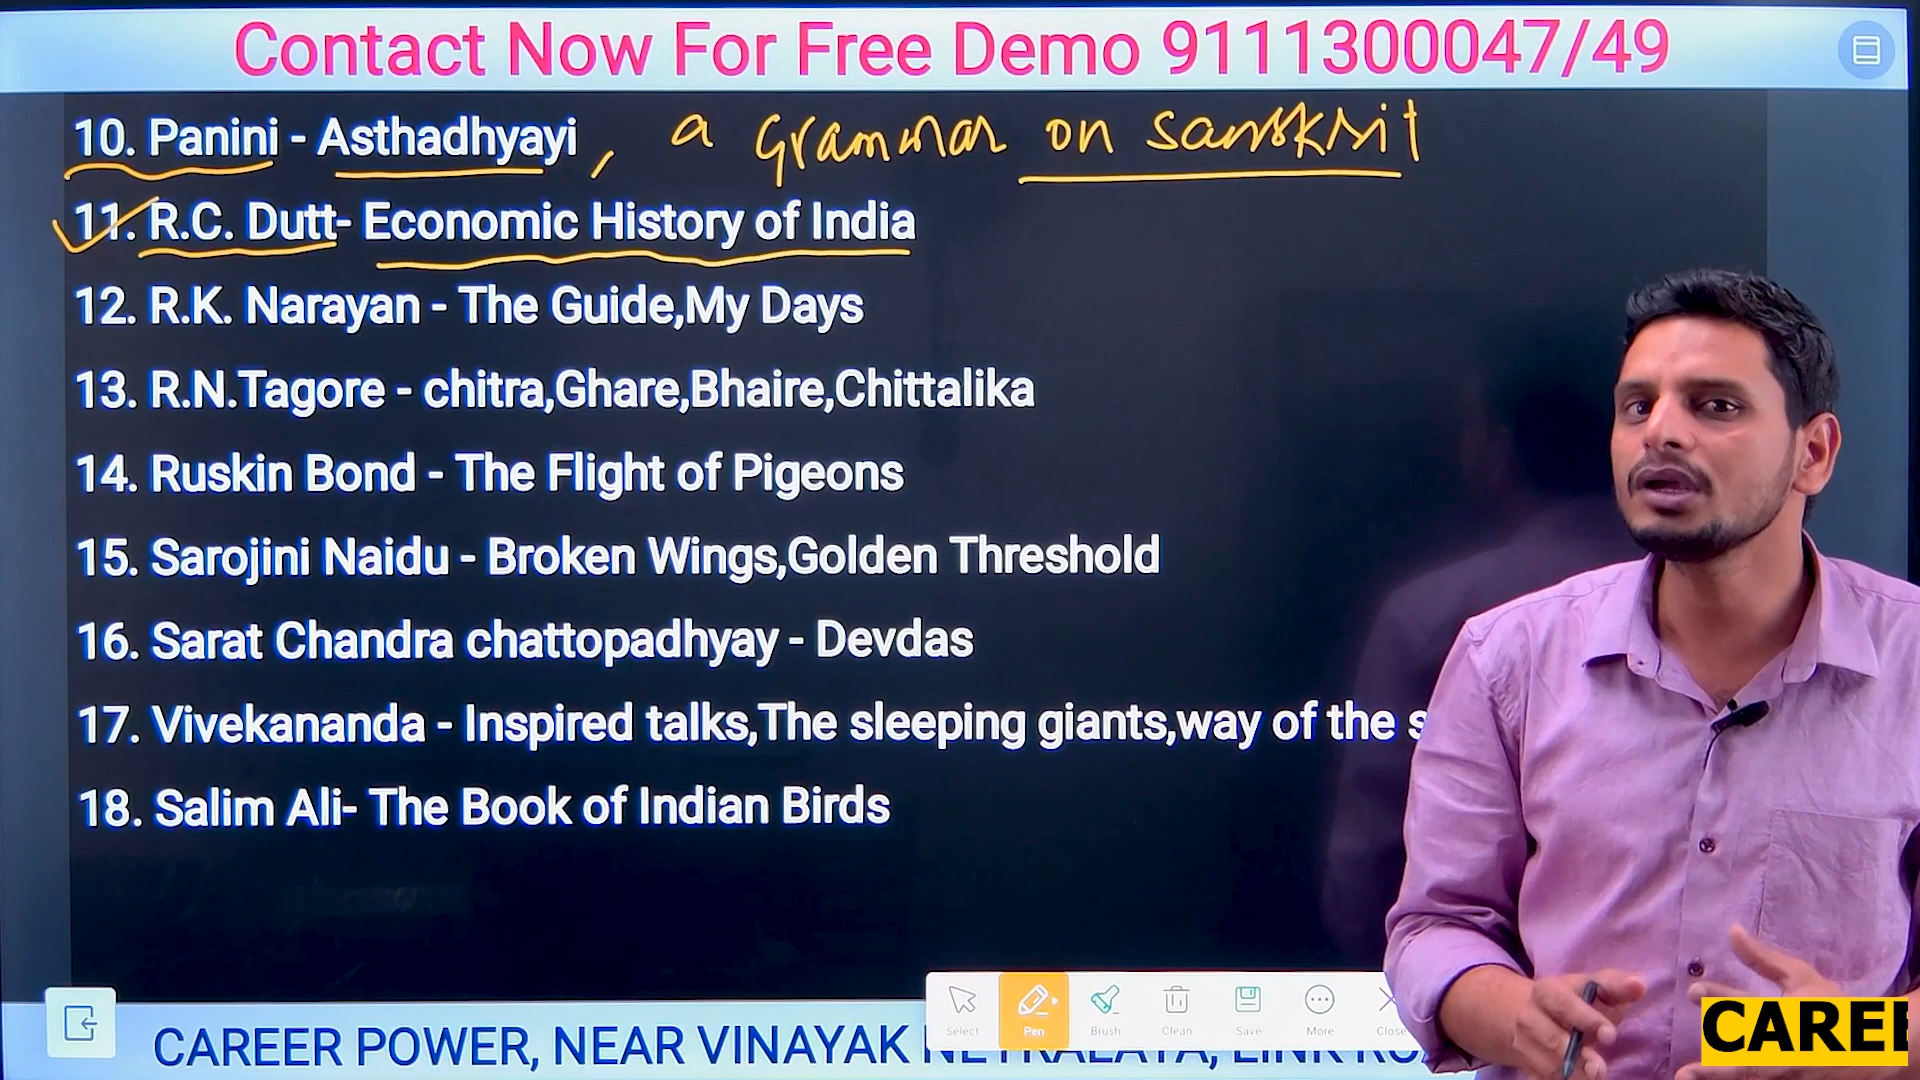 Contact Now For Free Demo 9111300047/49
10. Panini - Asthadhyayi , a grammar on sanskrit
11. R.C. Dutt- Economic History of India
12. R.K. Narayan - The Guide,My Days
13. R.N.Tagore - chitra,Ghare,Bhaire,Chittalika
14. Ruskin Bond - The Flight of Pigeons
15. Sarojini Naidu - Broken Wings,Golden Threshold
16. Sarat Chandra chattopadhyay - Devdas
17. Vivekananda - Inspired talks,The sleeping giants,way of the s
18. Salim Ali- The Book of Indian Birds
Select Pen Brush Clean Save More Close
CAREER POWER, NEAR VINAYAK
CAREE